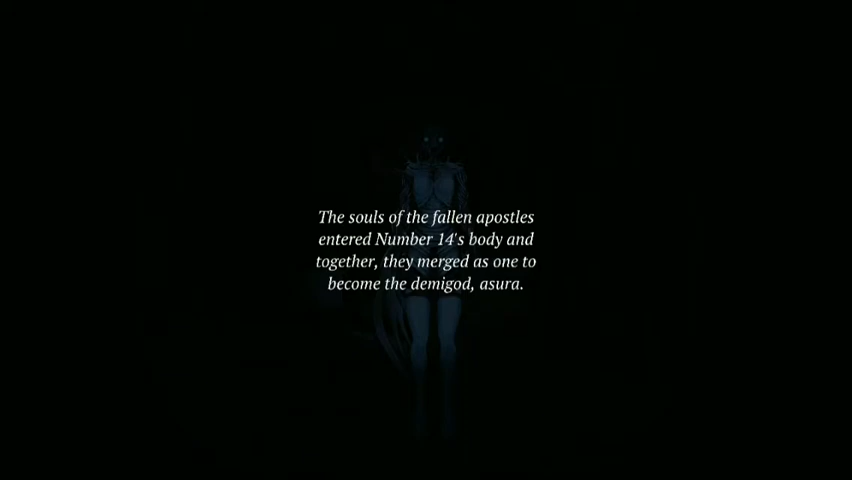 The souls of the fallen apostles
entered Number 14's body and
together, they merged as one to
become the demigod, asura.